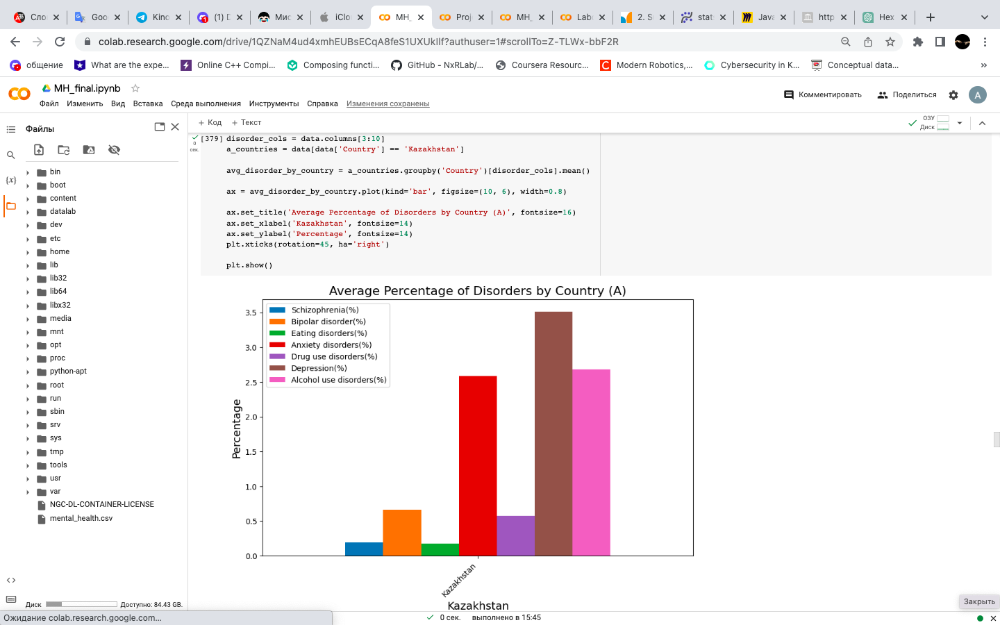 Слоı
Goo
Kino
(1) D
Мис
iClo
MH_
Proj
MH_
Lab
2. S
stat
Java
http
Hex
colab.research.google.com/drive/1QZNaM4ud4xmhEUBsECqA8feS1UXUkIlf?authuser=1#scrollTo=Z-TLWx-bbF2R
общение
What are the expe...
Online C++ Compi...
Composing functi...
GitHub - NxRLab/...
Coursera Resourc...
Modern Robotics,...
Cybersecurity in K...
Conceptual data...
»
MH_final.ipynb
Файл Изменить Вид Вставка Среда выполнения Инструменты Справка Изменения сохранены
Комментировать
Поделиться
A
Файлы
+ Код + Текст
ОЗУ
Диск
{x}
bin
boot
content
datalab
dev
etc
home
lib
lib32
lib64
libx32
media
mnt
opt
proc
python-apt
root
run
sbin
srv
sys
tmp
tools
usr
var
NGC-DL-CONTAINER-LICENSE
mental_health.csv
Диск Доступно: 84.43 GB.
Ожидание colab.research.google.com...
0
сек.
[379] disorder_cols = data.columns[3:10]
a_countries = data[data['Country'] == 'Kazakhstan']
avg_disorder_by_country = a_countries.groupby('Country')[disorder_cols].mean()
ax = avg_disorder_by_country.plot(kind='bar', figsize=(10, 6), width=0.8)
ax.set_title('Average Percentage of Disorders by Country (A)', fontsize=16)
ax.set_xlabel('Kazakhstan', fontsize=14)
ax.set_ylabel('Percentage', fontsize=14)
plt.xticks(rotation=45, ha='right')
plt.show()
Average Percentage of Disorders by Country (A)
Schizophrenia(%)
Bipolar disorder(%)
Eating disorders(%)
Anxiety disorders(%)
Drug use disorders(%)
Depression(%)
Alcohol use disorders(%)
3.5
3.0
2.5
2.0
1.5
1.0
0.5
0.0
Percentage
Kazakhstan
Kazakhstan
Закрыть
0 сек. выполнено в 15:45